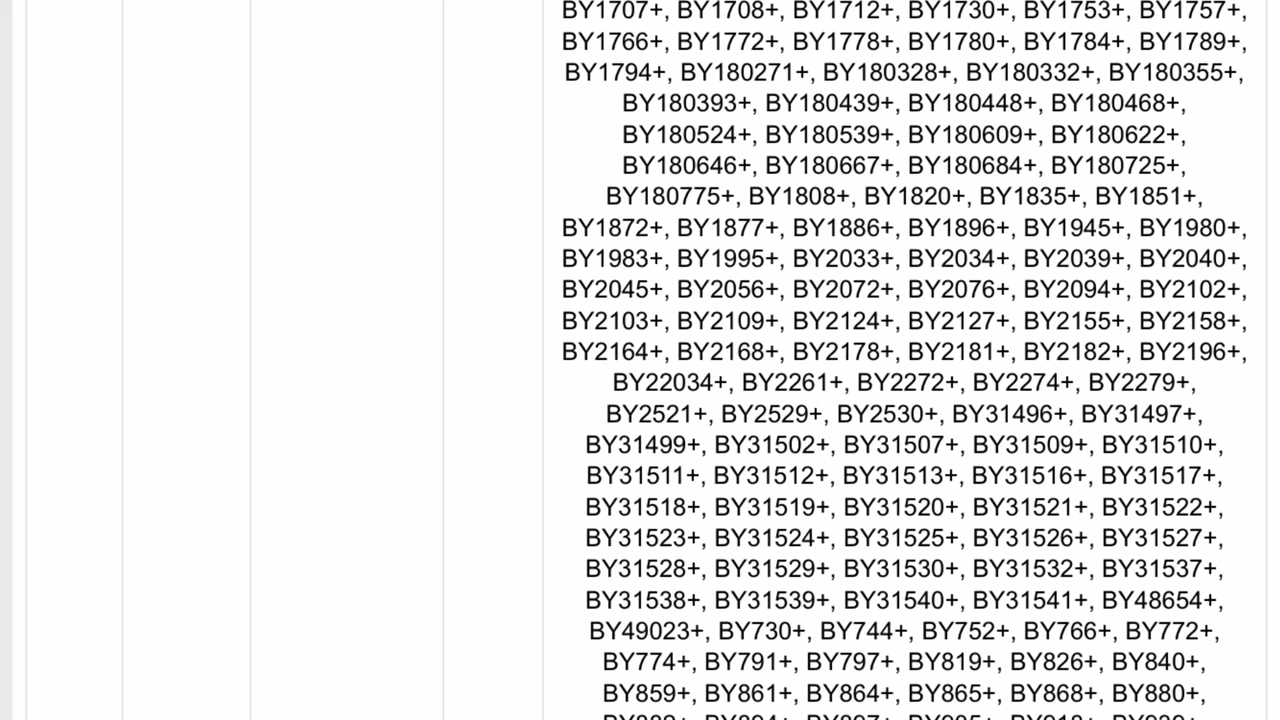 BY1707+, BY1708+, BY1712+, BY1730+, BY1753+, BY1757+,
BY1766+, BY1772+, BY1778+, BY1780+, BY1784+, BY1789+,
BY1794+, BY180271+, BY180328+, BY180332+, BY180355+,
BY180393+, BY180439+, BY180448+, BY180468+,
BY180524+, BY180539+, BY180609+, BY180622+,
BY180646+, BY180667+, BY180684+, BY180725+,
BY180775+, BY1808+, BY1820+, BY1835+, BY1851+,
BY1872+, BY1877+, BY1886+, BY1896+, BY1945+, BY1980+,
BY1983+, BY1995+, BY2033+, BY2034+, BY2039+, BY2040+,
BY2045+, BY2056+, BY2072+, BY2076+, BY2094+, BY2102+,
BY2103+, BY2109+, BY2124+, BY2127+, BY2155+, BY2158+,
BY2164+, BY2168+, BY2178+, BY2181+, BY2182+, BY2196+,
BY22034+, BY2261+, BY2272+, BY2274+, BY2279+,
BY2521+, BY2529+, BY2530+, BY31496+, BY31497+,
BY31499+, BY31502+, BY31507+, BY31509+, BY31510+,
BY31511+, BY31512+, BY31513+, BY31516+, BY31517+,
BY31518+, BY31519+, BY31520+, BY31521+, BY31522+,
BY31523+, BY31524+, BY31525+, BY31526+, BY31527+,
BY31528+, BY31529+, BY31530+, BY31532+, BY31537+,
BY31538+, BY31539+, BY31540+, BY31541+, BY48654+,
BY49023+, BY730+, BY744+, BY752+, BY766+, BY772+,
BY774+, BY791+, BY797+, BY819+, BY826+, BY840+,
BY859+, BY861+, BY864+, BY865+, BY868+, BY880+,